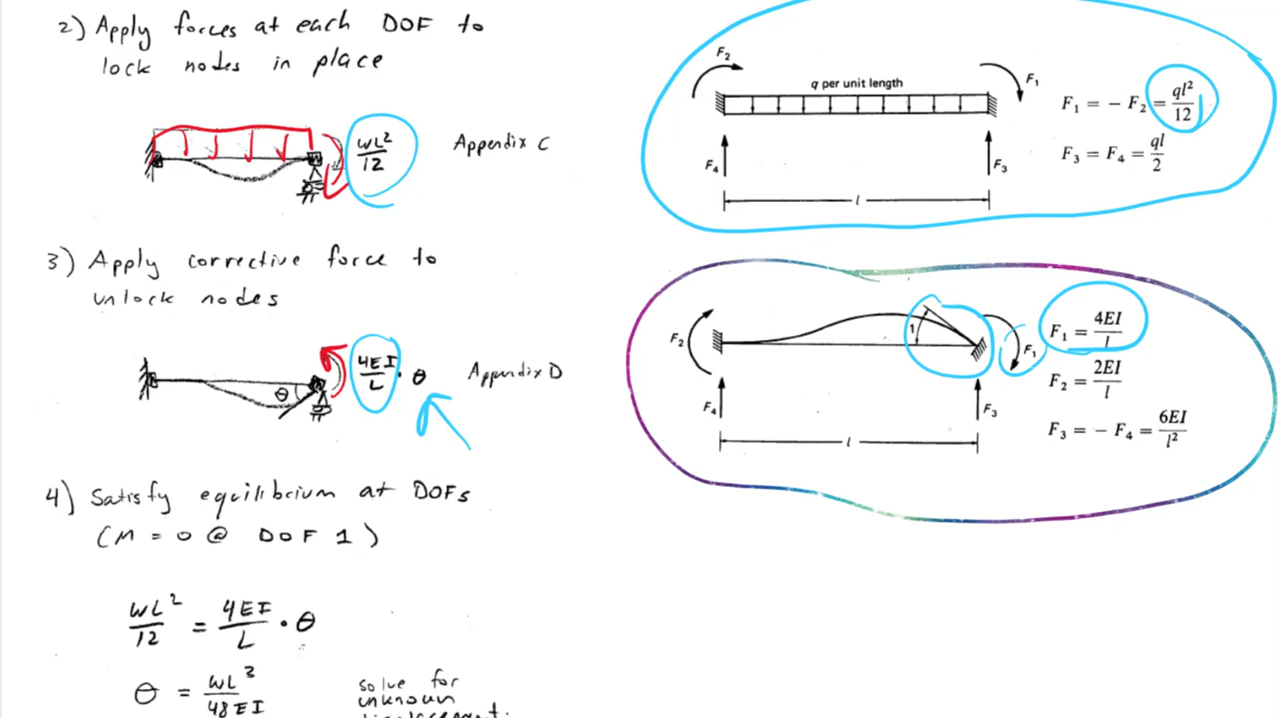 2) Apply forces at each DOF to
lock nodes in place
WL²
12
Appendix C
3) Apply corrective force to
unlock nodes
θ
4EI
L
· θ
Appendix D
4) Satisfy equilibrium at DOFs
(M = 0 @ DOF 1)
WL²
12
=
4EI
L
· θ
θ =
WL³
48EI
solve for
unknown
displacement.
F₂
q per unit length
F₁
F₄
F₃
l
F₁ = − F₂ = ql²
12
F₃ = F₄ = ql
2
F₂
1
F₁
F₄
F₃
l
F₁ = 4EI
l
F₂ = 2EI
l
F₃ = − F₄ = 6EI
l²